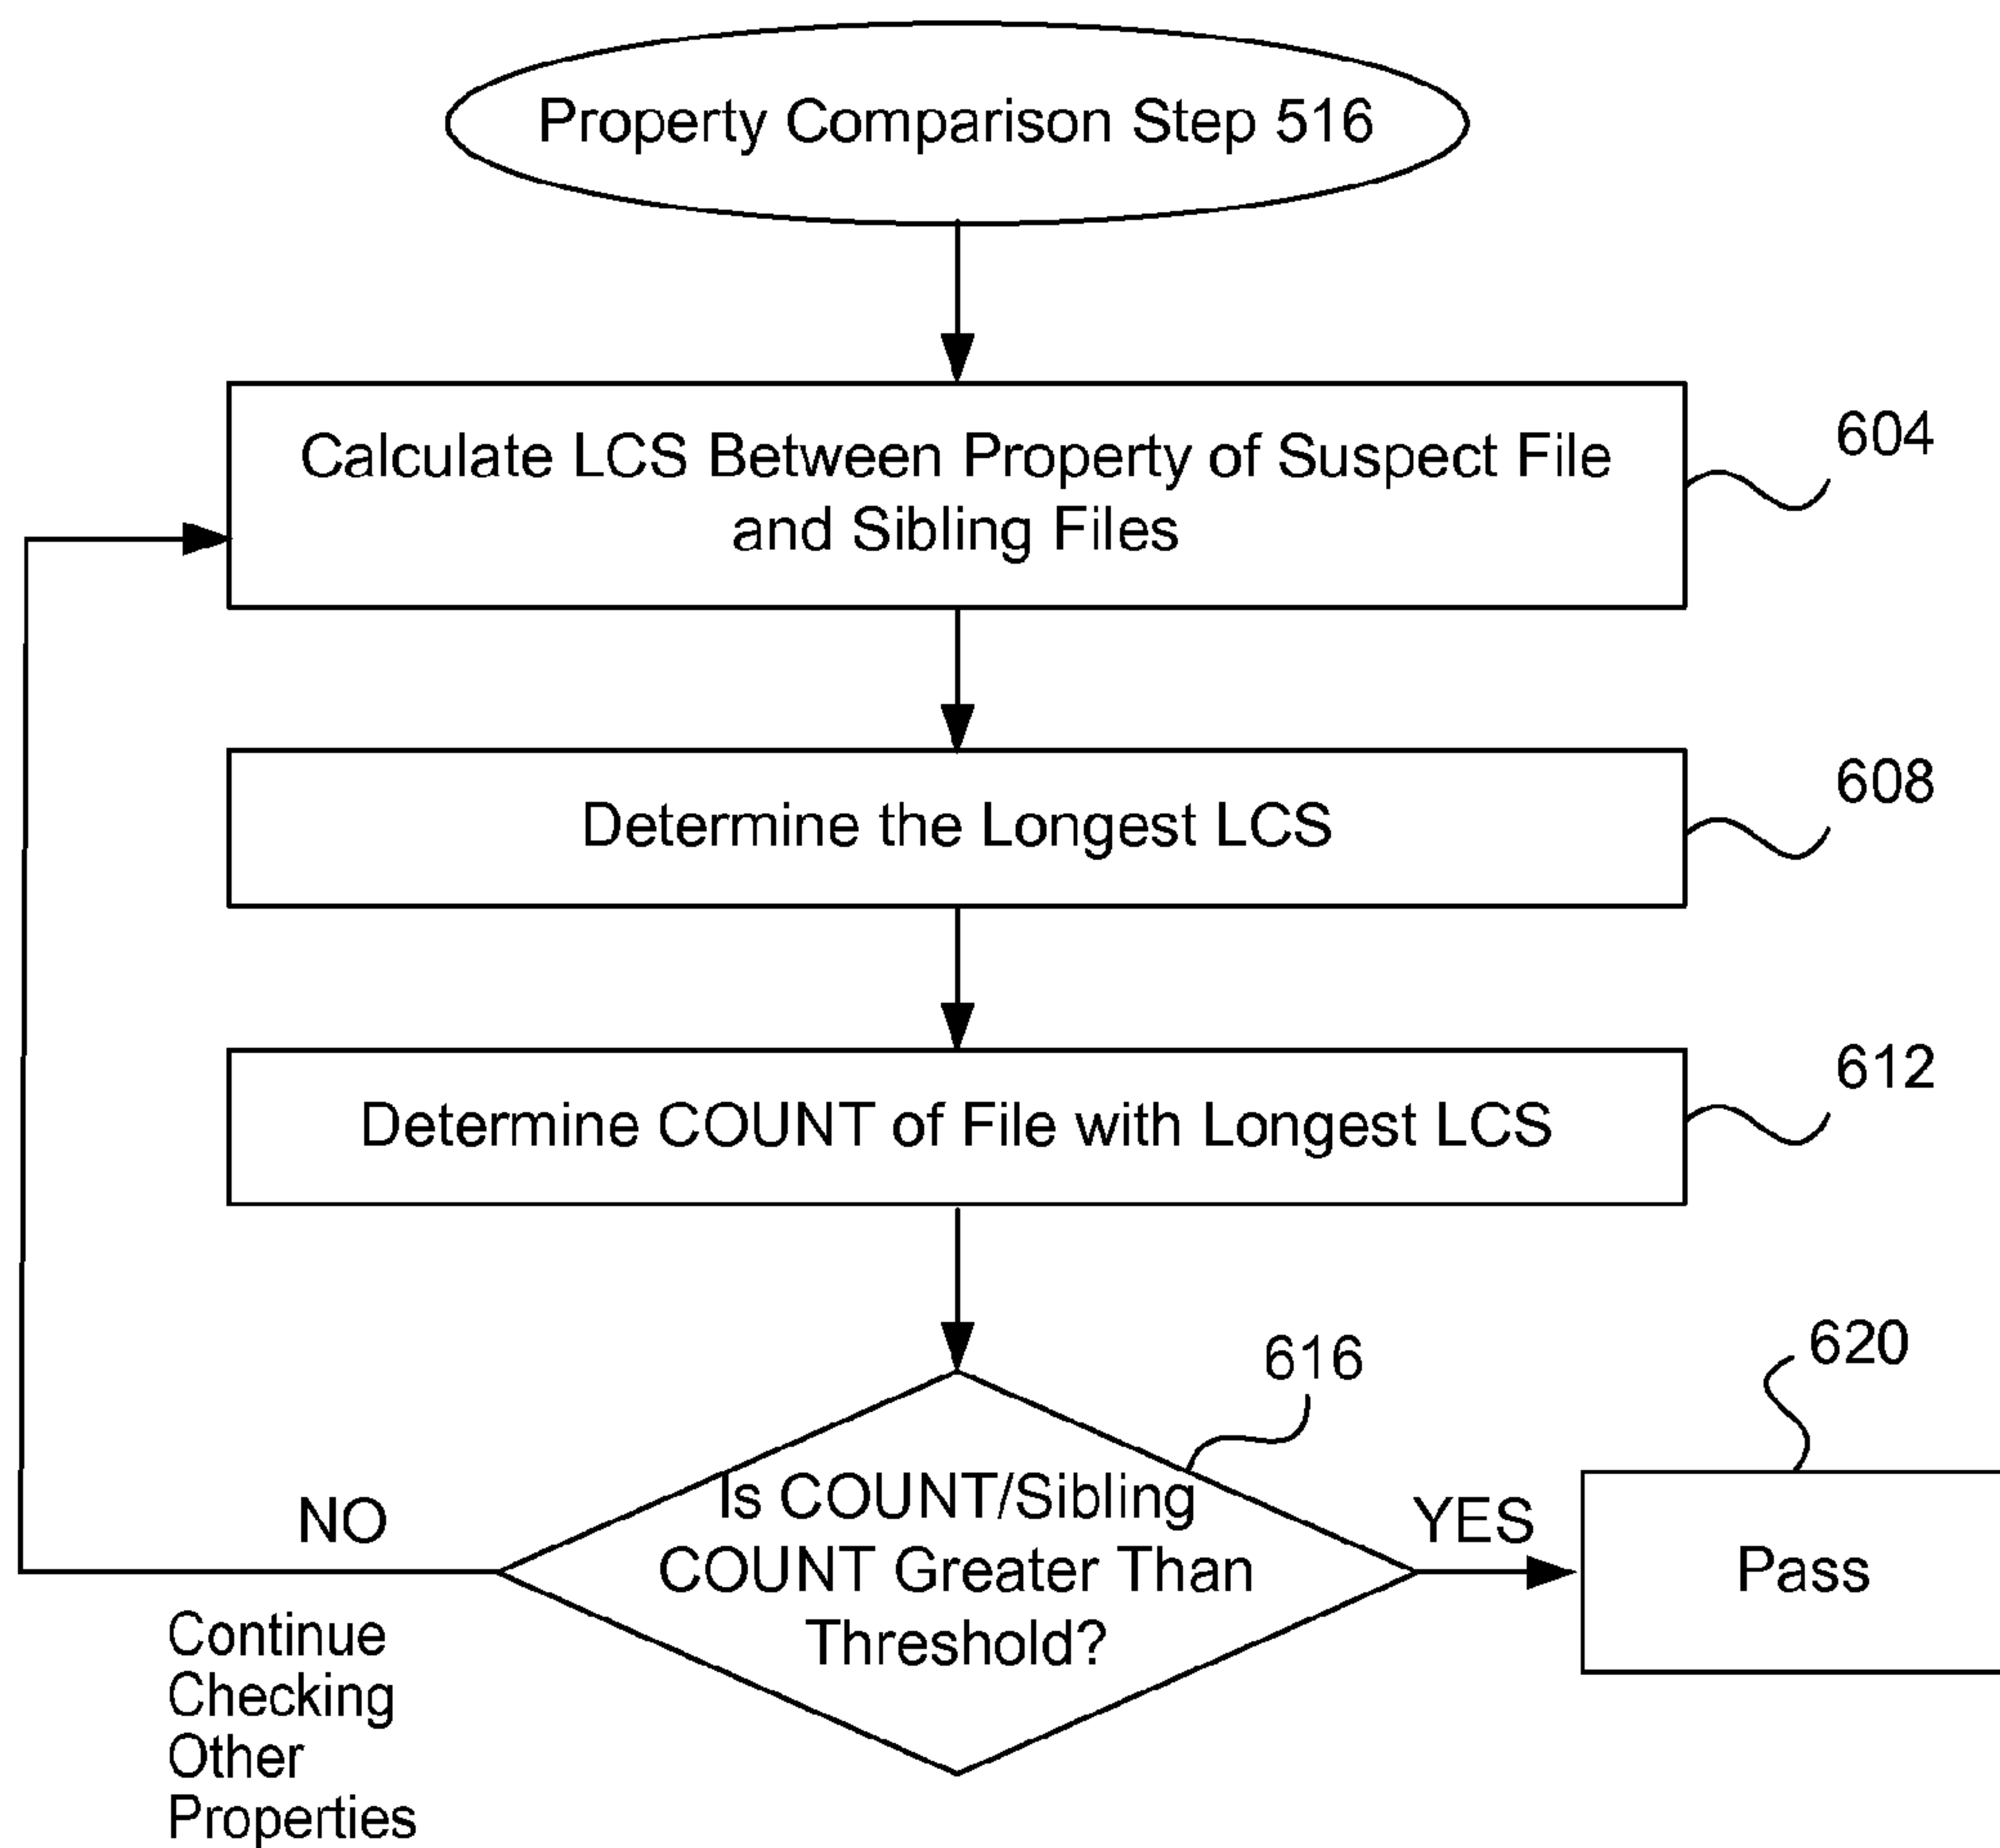 Property Comparison Step 516
Calculate LCS Between Property of Suspect File
and Sibling Files
604
Determine the Longest LCS
608
Determine COUNT of File with Longest LCS
612
616
Is COUNT/Sibling
COUNT Greater Than
Threshold?
YES
620
Pass
NO
Continue
Checking
Other
Properties